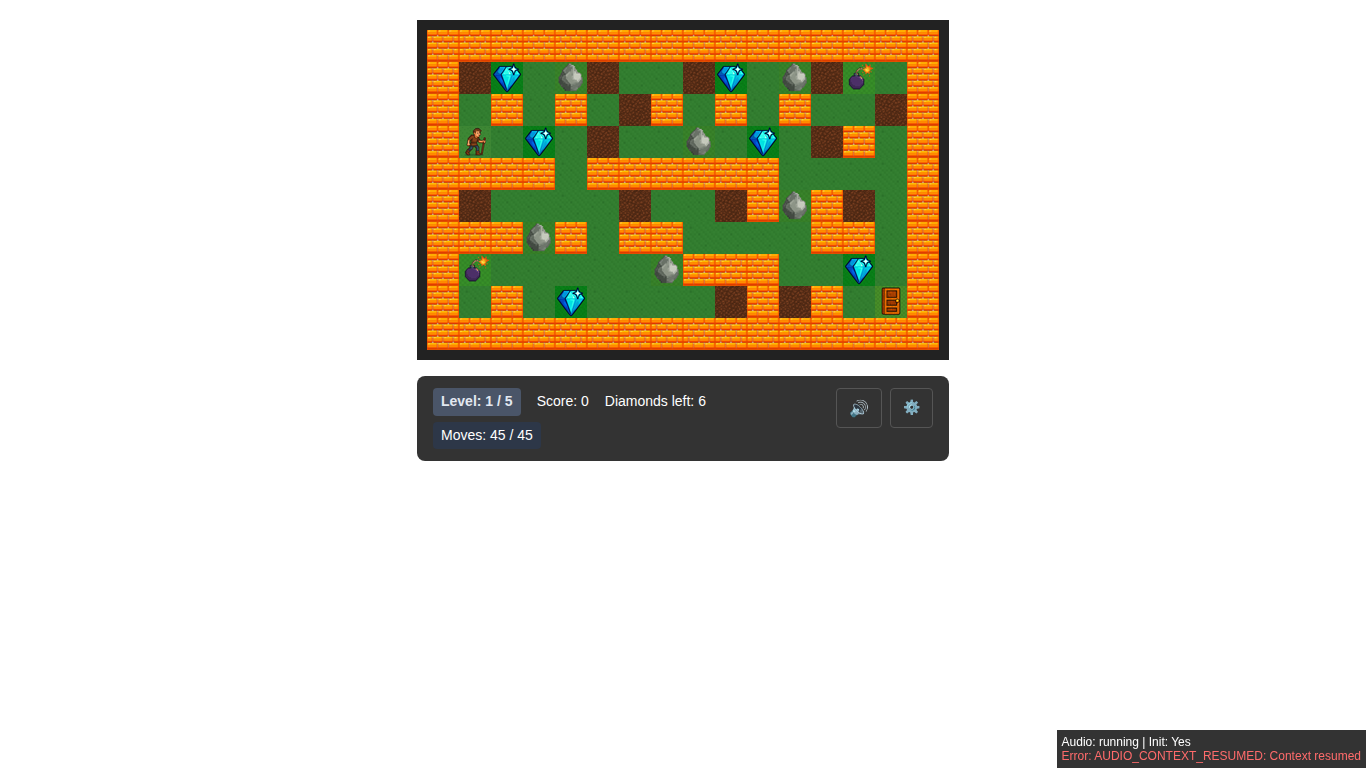 Level: 1 / 5 Score: 0 Diamonds left: 6
Moves: 45 / 45
Audio: running | Init: Yes
Error: AUDIO_CONTEXT_RESUMED: Context resumed